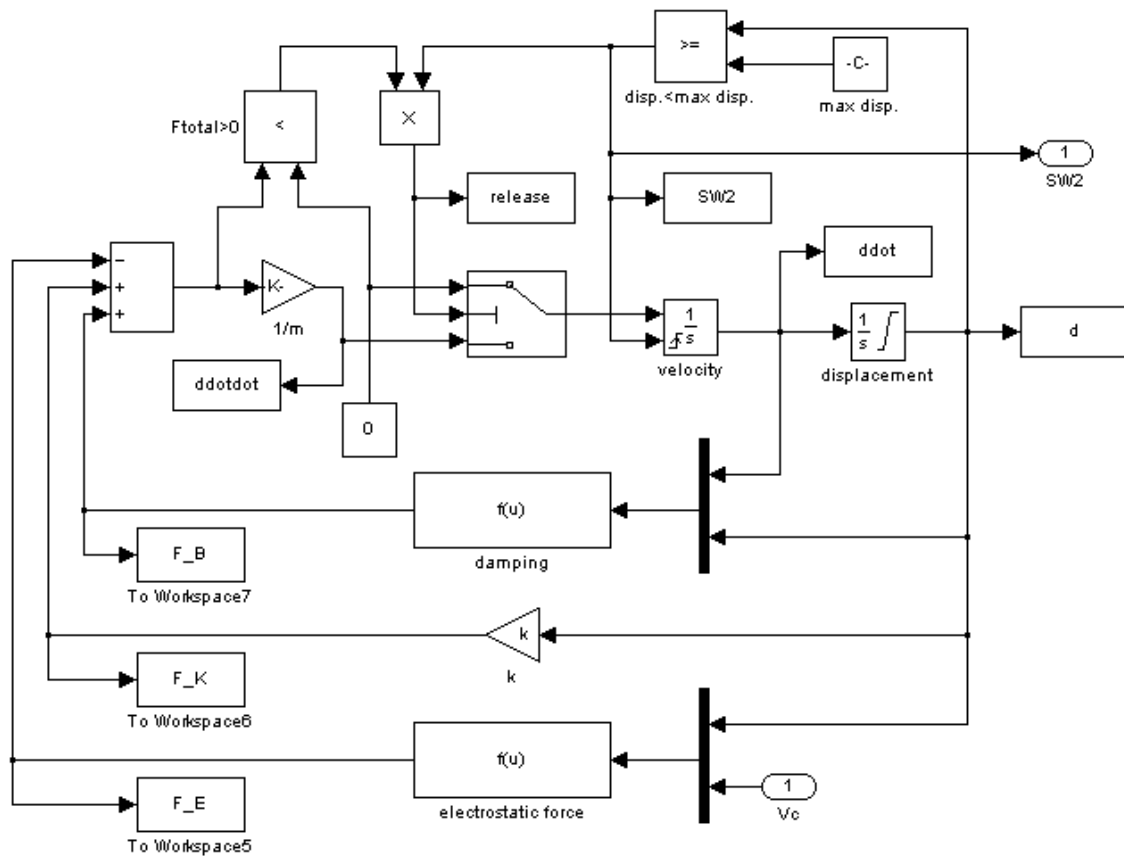 >=
-C-
disp.<max disp.
max disp.
Ftotal>0
<
X
1
SW2
release
SW2
ddot
−
+
+
K-
1/m
1
s
velocity
1
s
displacement
d
ddotdot
0
f(u)
damping
F_B
To Workspace7
k
k
F_K
To Workspace6
f(u)
electrostatic force
1
Vc
F_E
To Workspace5